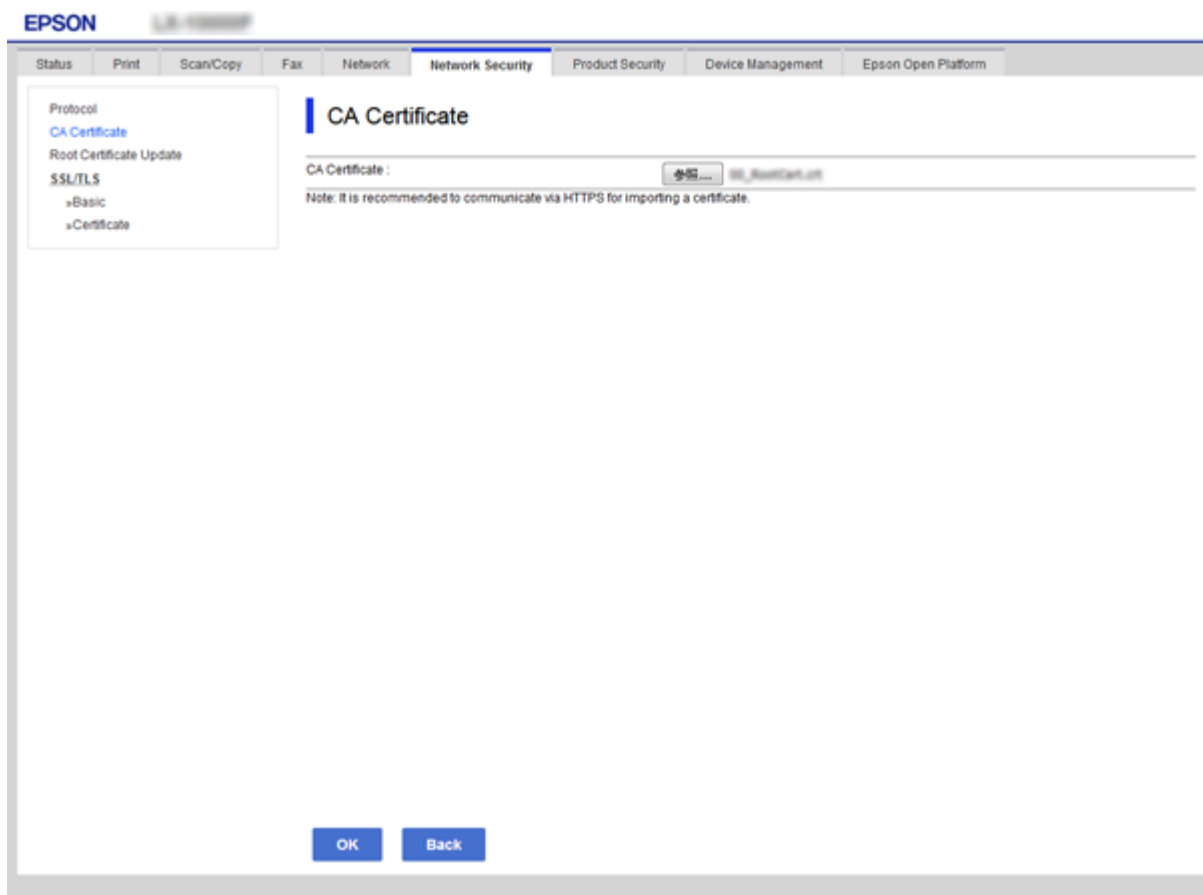 EPSON
Status Print Scan/Copy Fax Network Network Security Product Security Device Management Epson Open Platform
Protocol
CA Certificate
Root Certificate Update
SSL/TLS
»Basic
»Certificate
CA Certificate
CA Certificate : 参照...
Note: It is recommended to communicate via HTTPS for importing a certificate.
OK Back